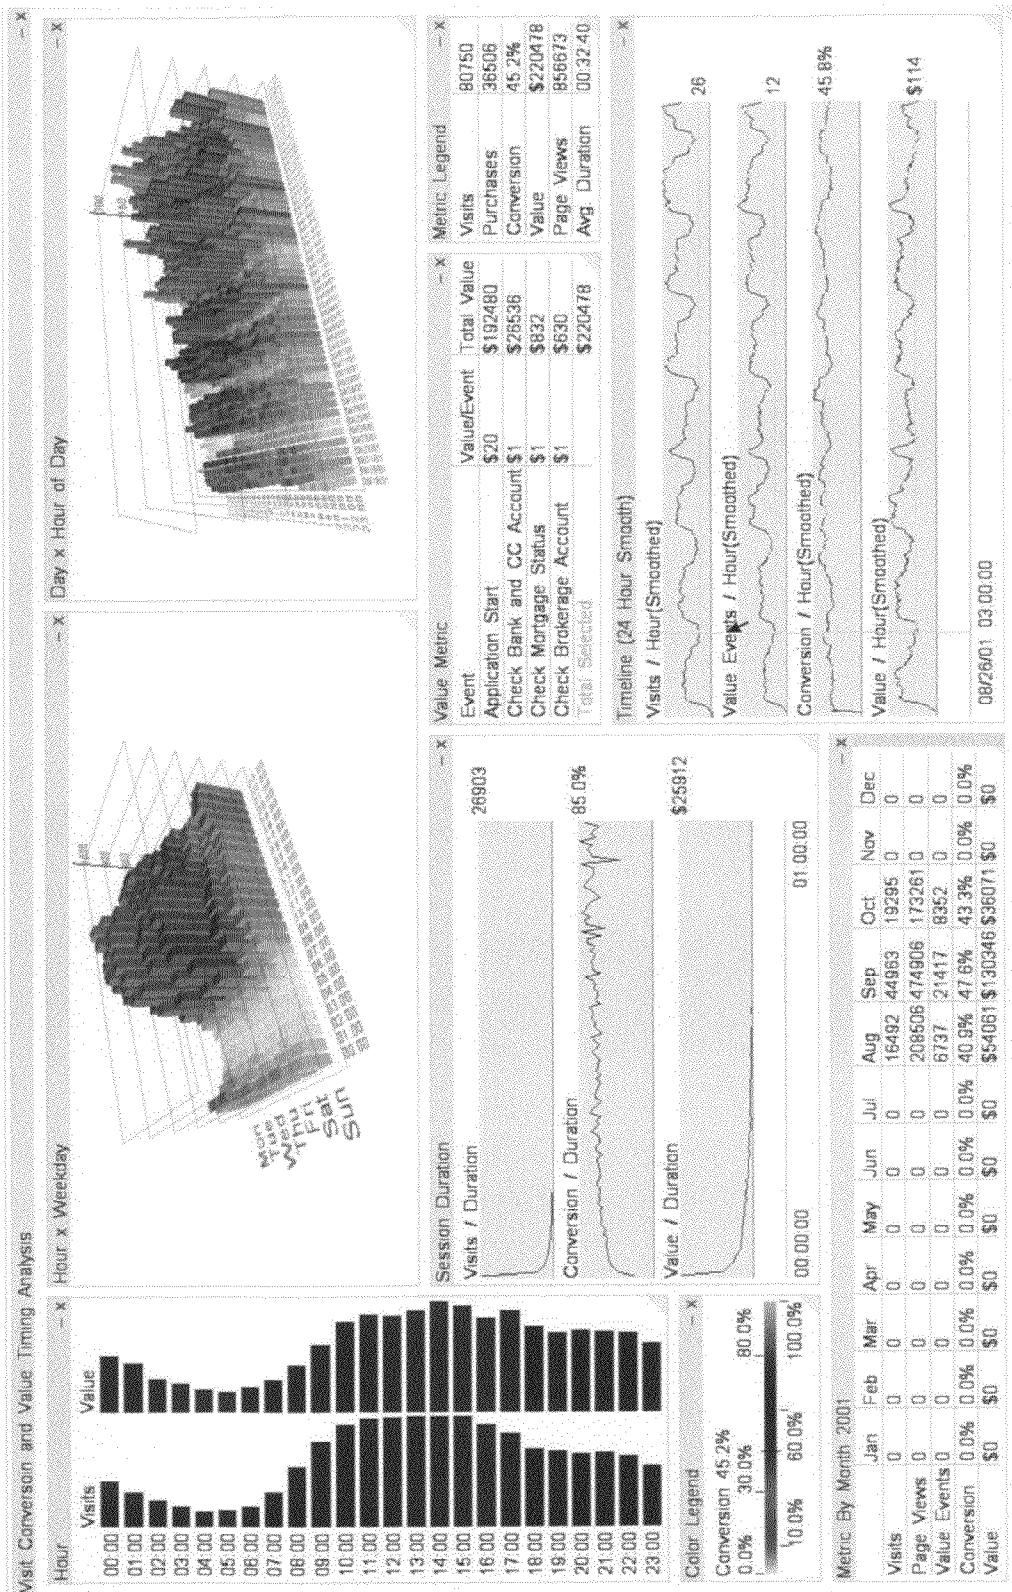 Visit Conversion and Value Timing Analysis – x
Hour – x
Visits Value
00:00
01:00
02:00
03:00
04:00
05:00
06:00
07:00
08:00
09:00
10:00
11:00
12:00
13:00
14:00
15:00
16:00
17:00
18:00
19:00
20:00
21:00
22:00
23:00
Color Legend – x
Conversion 45.2%
0.0% 30.0% 80.0%
10.0% 60.0% 100.0%
Hour x Weekday – x
Mon
Tue
Wed
Thu
Fri
Sat
Sun
Day x Hour of Day – x
Session Duration – x
Visits / Duration 26903
Conversion / Duration 85.0%
Value / Duration $25912
00:00:00 01:00:00
Value Metric – x
Event Value/Event Total Value
Application Start $20 $192480
Check Bank and CC Account $1 $26536
Check Mortgage Status $1 $832
Check Brokerage Account $1 $630
Total Selected $220478
Metric Legend – x
Visits 80750
Purchases 36506
Conversion 45.2%
Value $220478
Page Views 856673
Avg. Duration 00:32:40
Timeline (24 Hour Smooth) – x
Visits / Hour(Smoothed) 26
Value Events / Hour(Smoothed) 12
Conversion / Hour(Smoothed) 45.8%
Value / Hour(Smoothed) $114
08/26/01 03:00:00
Metric By Month 2001 – x
Jan Feb Mar Apr May Jun Jul Aug Sep Oct Nov Dec
Visits 0 0 0 0 0 0 0 16492 44963 19295 0 0
Page Views 0 0 0 0 0 0 0 208506 474906 173261 0 0
Value Events 0 0 0 0 0 0 0 6737 21417 8352 0 0
Conversion 0.0% 0.0% 0.0% 0.0% 0.0% 0.0% 0.0% 40.9% 47.6% 43.3% 0.0% 0.0%
Value $0 $0 $0 $0 $0 $0 $0 $54061 $130346 $36071 $0 $0